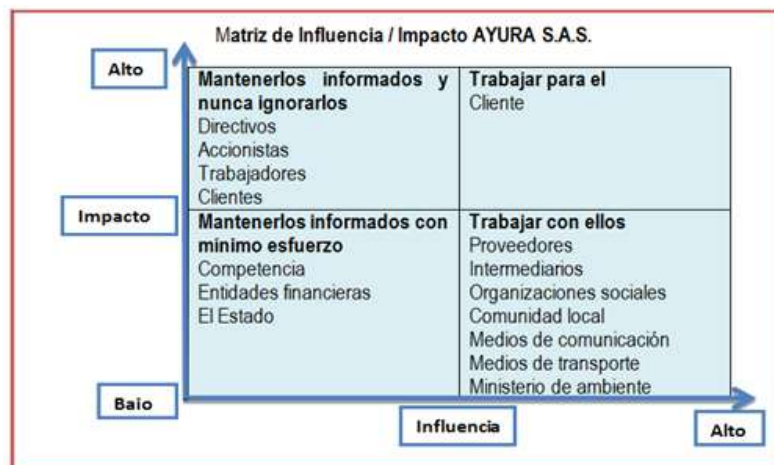 Matriz de Influencia / Impacto AYURA S.A.S.
Alto
Mantenerlos informados y
nunca ignorarlos
Directivos
Accionistas
Trabajadores
Clientes
Trabajar para el
Cliente
Impacto
Mantenerlos informados con
mínimo esfuerzo
Competencia
Entidades financieras
El Estado
Trabajar con ellos
Proveedores
Intermediarios
Organizaciones sociales
Comunidad local
Medios de comunicación
Medios de transporte
Ministerio de ambiente
Baio
Influencia
Alto